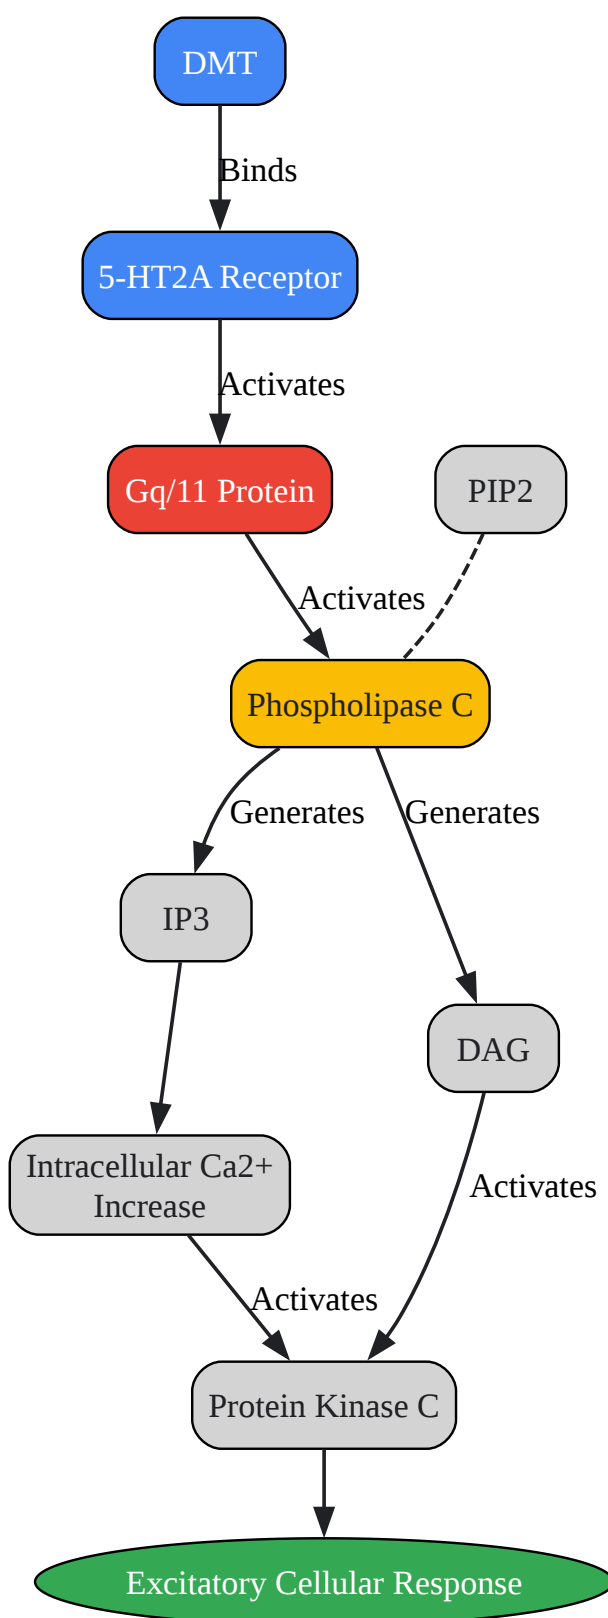 DMT
Binds
5-HT2A Receptor
Activates
Gq/11 Protein
PIP2
Activates
Phospholipase C
Generates
Generates
IP3
DAG
Intracellular Ca2+
Increase
Activates
Activates
Protein Kinase C
Excitatory Cellular Response